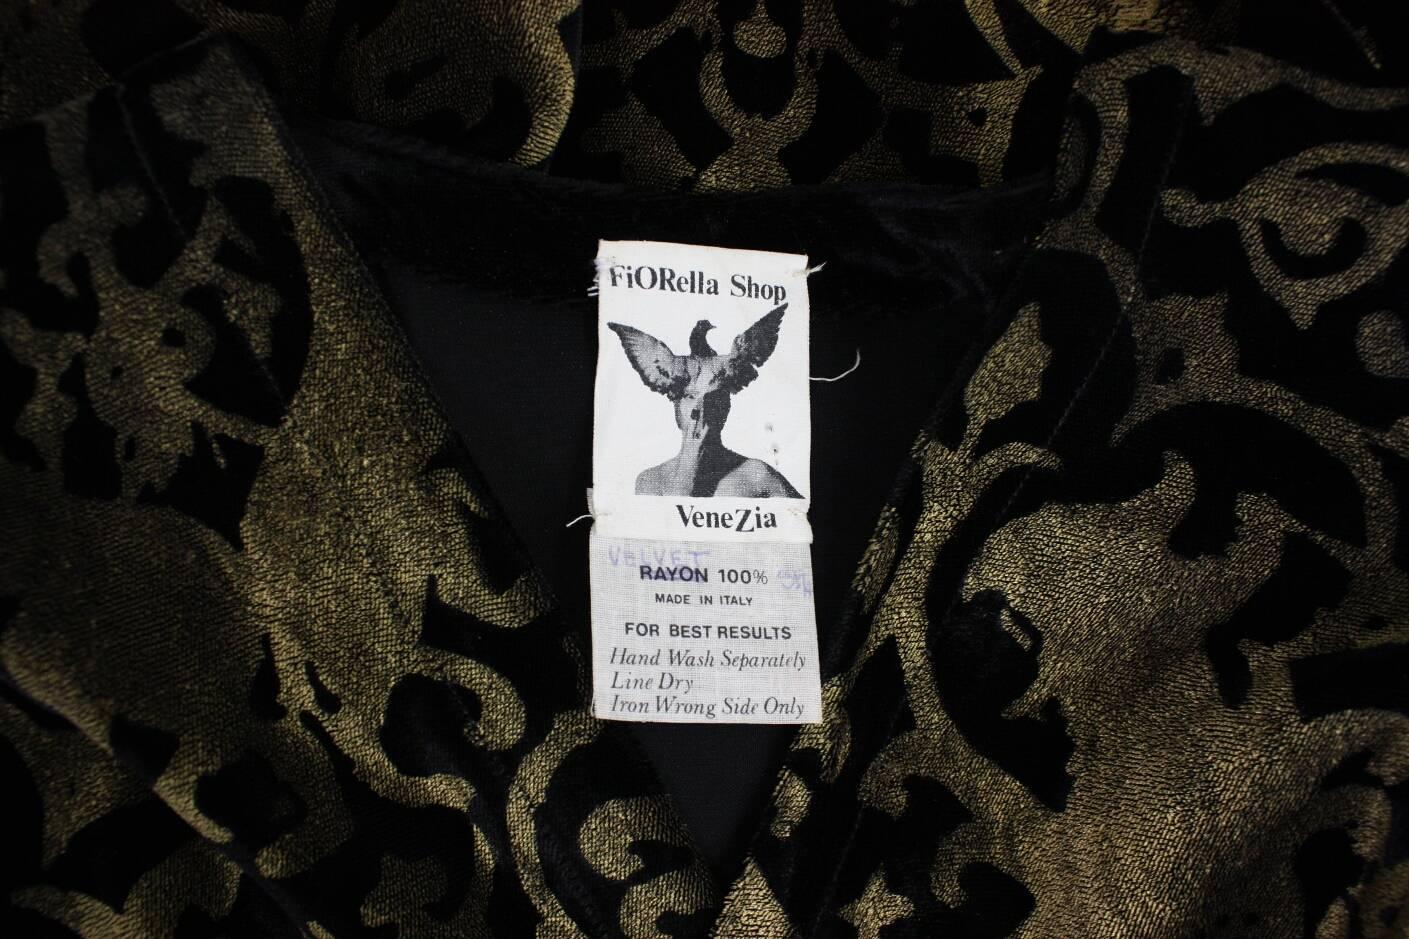 FiORella Shop
VeneZia
VELVET
RAYON 100%
MADE IN ITALY
FOR BEST RESULTS
Hand Wash Separately
Line Dry
Iron Wrong Side Only